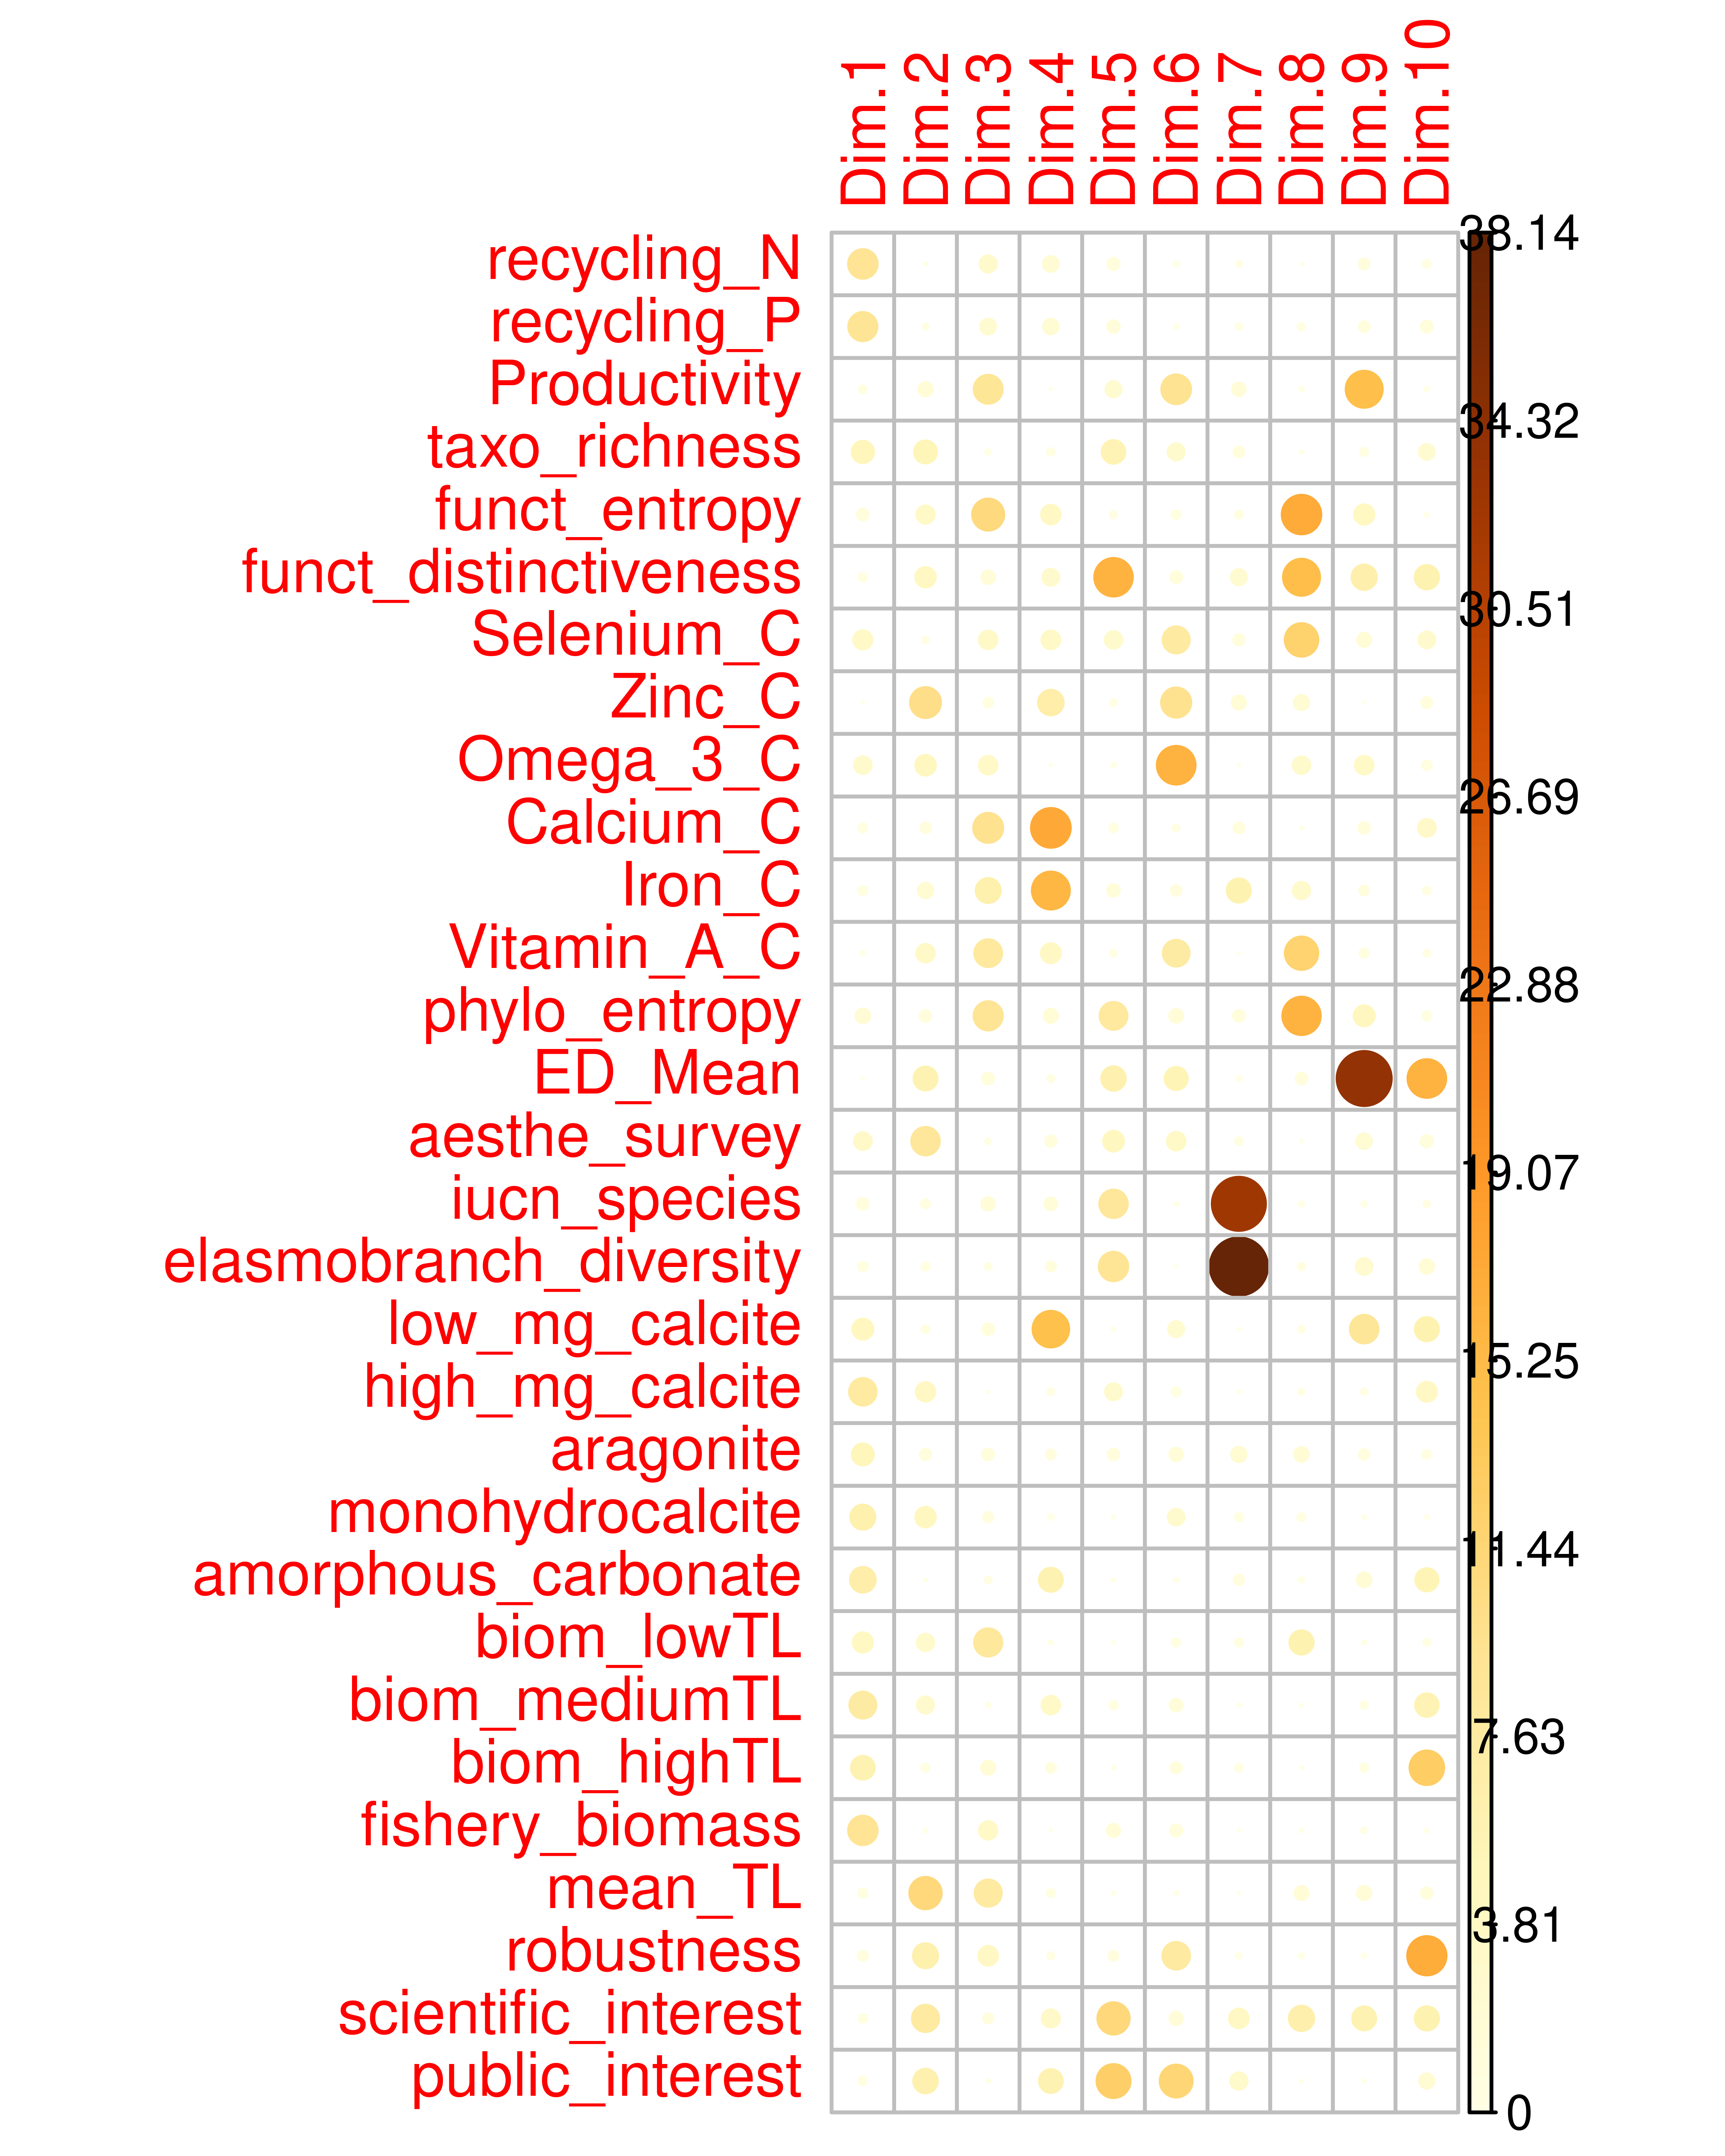 Dim.1 Dim.2 Dim.3 Dim.4 Dim.5 Dim.6 Dim.7 Dim.8 Dim.9 Dim.10
recycling_N
recycling_P
Productivity
taxo_richness
funct_entropy
funct_distinctiveness
Selenium_C
Zinc_C
Omega_3_C
Calcium_C
Iron_C
Vitamin_A_C
phylo_entropy
ED_Mean
aesthe_survey
iucn_species
elasmobranch_diversity
low_mg_calcite
high_mg_calcite
aragonite
monohydrocalcite
amorphous_carbonate
biom_lowTL
biom_mediumTL
biom_highTL
fishery_biomass
mean_TL
robustness
scientific_interest
public_interest
38.14
34.32
30.51
26.69
22.88
19.07
15.25
11.44
7.63
3.81
0